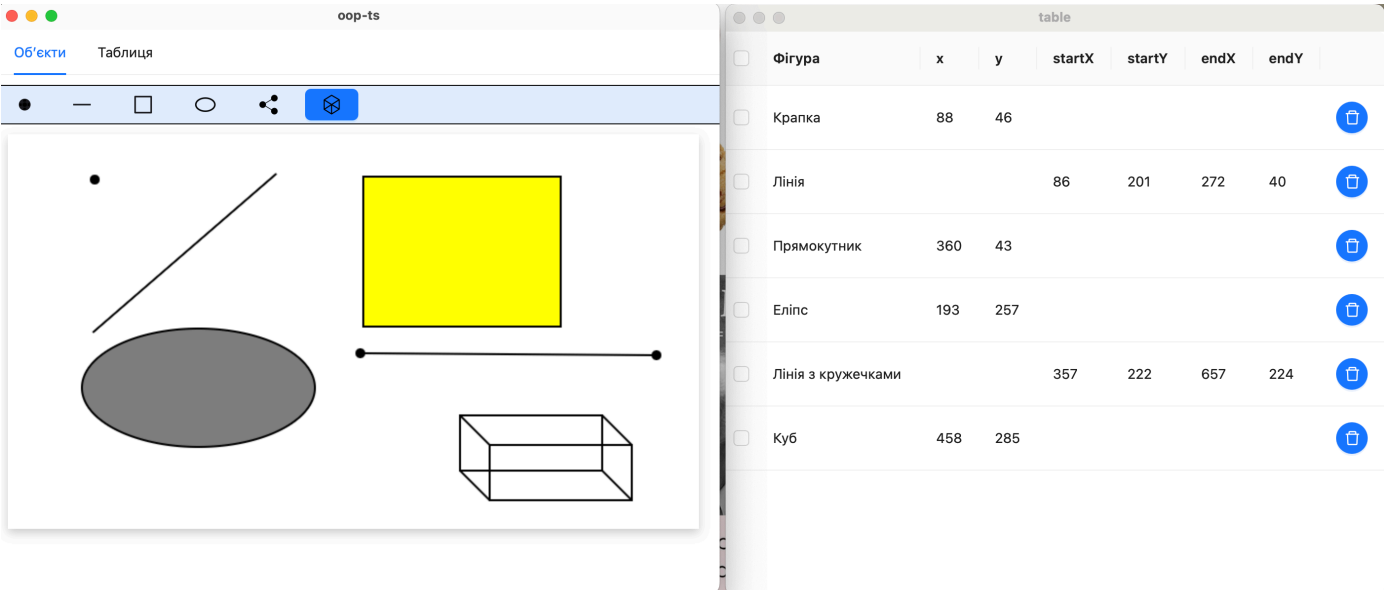 oop-ts
Об‘єкти Таблиця
table
Фігура x y startX startY endX endY
Крапка 88 46
Лінія 86 201 272 40
Прямокутник 360 43
Еліпс 193 257
Лінія з кружечками 357 222 657 224
Куб 458 285